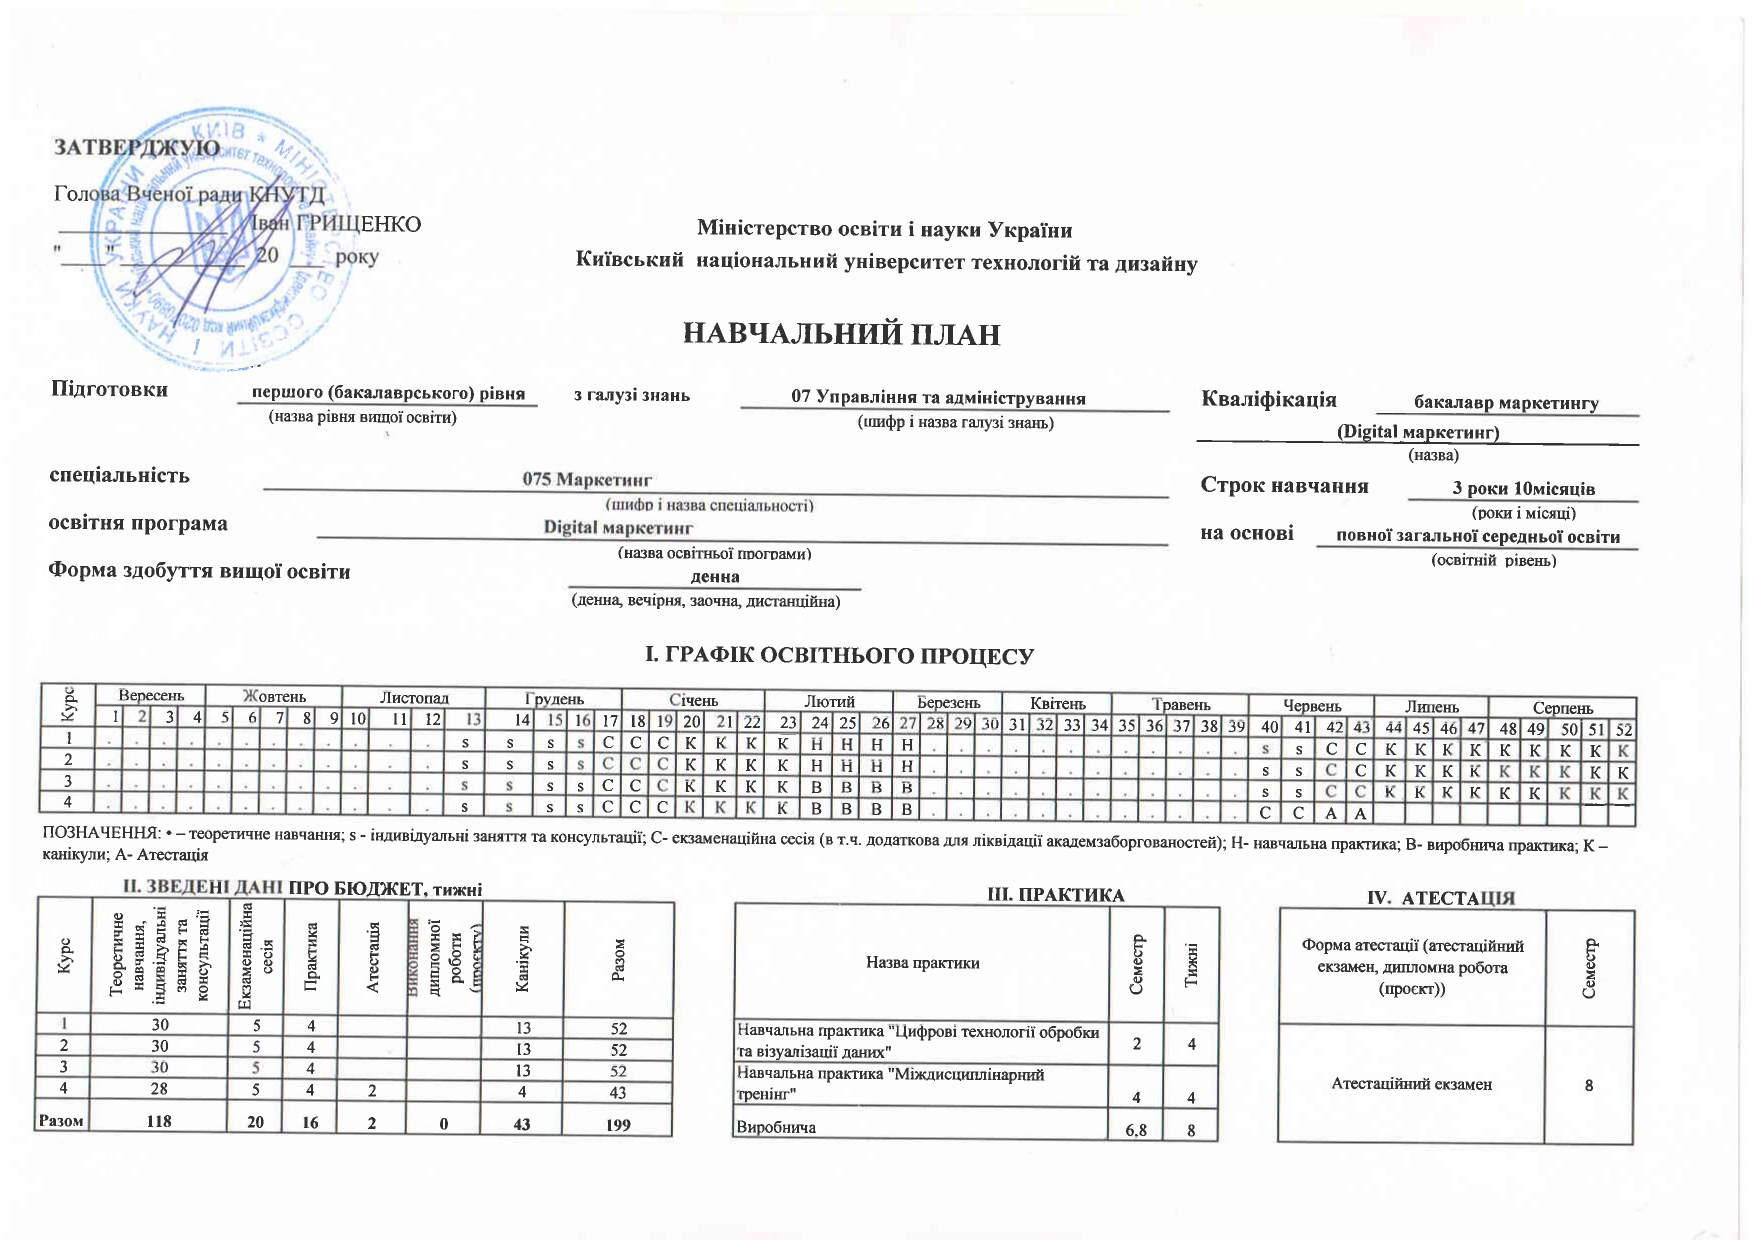 ЗАТВЕРДЖУЮ
Голова Вченої ради КНУТД
Іван ГРИЩЕНКО
"____" ____________ 20 ____ року
Міністерство освіти і науки України
Київський національний університет технологій та дизайну
НАВЧАЛЬНИЙ ПЛАН
Підготовки першого (бакалаврського) рівня з галузі знань 07 Управління та адміністрування Кваліфікація бакалавр маркетингу
(назва рівня вищої освіти) (шифр і назва галузі знань) (Digital маркетинг)
(назва)
спеціальність 075 Маркетинг Строк навчання 3 роки 10місяців
(шифр і назва спеціальності) (роки і місяці)
освітня програма Digital маркетинг на основі повної загальної середньої освіти
(назва освітньої програми) (освітній рівень)
Форма здобуття вищої освіти денна
(денна, вечірня, заочна, дистанційна)
І. ГРАФІК ОСВІТНЬОГО ПРОЦЕСУ
Курс Вересень Жовтень Листопад Грудень Січень Лютий Березень Квітень Травень Червень Липень Серпень
1 2 3 4 5 6 7 8 9 10 11 12 13 14 15 16 17 18 19 20 21 22 23 24 25 26 27 28 29 30 31 32 33 34 35 36 37 38 39 40 41 42 43 44 45 46 47 48 49 50 51 52
1 . . . . . . . . . . . . s s s s С С С К К К К Н Н Н Н . . . . . . . . . . . . s s С С К К К К К К К К К
2 . . . . . . . . . . . . s s s s С С С К К К К Н Н Н Н . . . . . . . . . . . . s s С С К К К К К К К К К
3 . . . . . . . . . . . . s s s s С С С К К К К В В В В . . . . . . . . . . . . s s С С К К К К К К К К К
4 . . . . . . . . . . . . s s s s С С С К К К К В В В В . . . . . . . . . . . . С С А А
ПОЗНАЧЕННЯ: • – теоретичне навчання; s - індивідуальні заняття та консультації; С- екзаменаційна сесія (в т.ч. додаткова для ліквідації академзаборгованостей); Н- навчальна практика; В- виробнича практика; К –
канікули; А- Атестація
ІІ. ЗВЕДЕНІ ДАНІ ПРО БЮДЖЕТ, тижні
Курс Теоретичне навчання, індивідуальні заняття та консультації Екзаменаційна сесія Практика Атестація Виконання дипломної роботи (проєкту) Канікули Разом
1 30 5 4 13 52
2 30 5 4 13 52
3 30 5 4 13 52
4 28 5 4 2 4 43
Разом 118 20 16 2 0 43 199
ІІІ. ПРАКТИКА
Назва практики Семестр Тижні
Навчальна практика "Цифрові технології обробки
та візуалізації даних" 2 4
Навчальна практика "Міждисциплінарний
тренінг" 4 4
Виробнича 6,8 8
IV. АТЕСТАЦІЯ
Форма атестації (атестаційний
екзамен, дипломна робота
(проєкт)) Семестр
Атестаційний екзамен 8